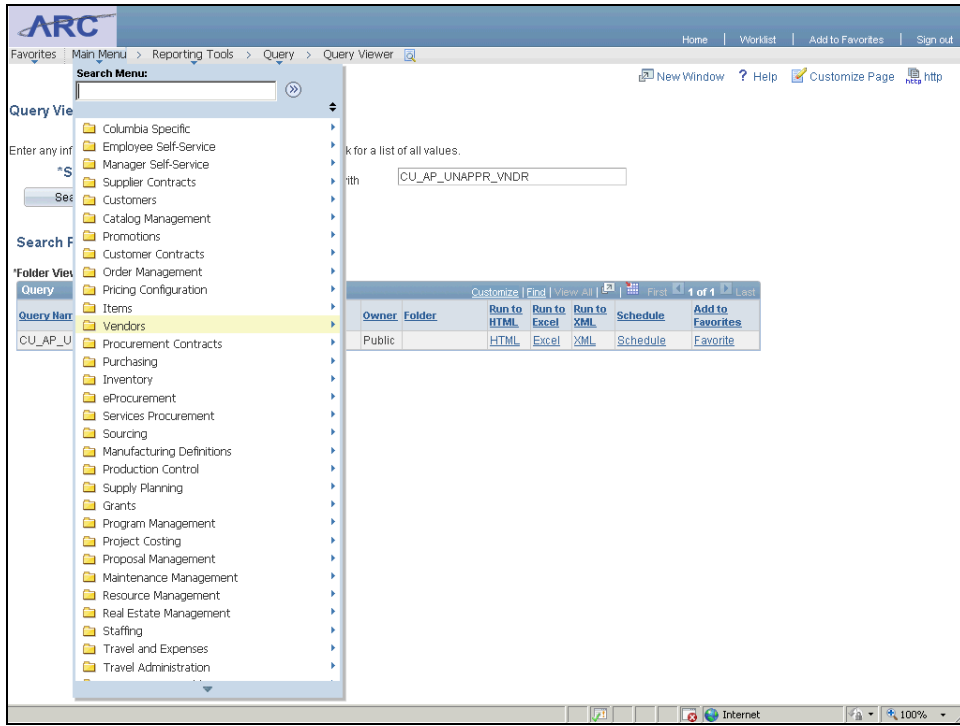 ARC
Home | Worklist | Add to Favorites | Sign out
Favorites Main Menu > Reporting Tools > Query > Query Viewer
New Window ? Help Customize Page http
Search Menu:
Query Vie
Enter any inf k for a list of all values.
*S ith CU_AP_UNAPPR_VNDR
Sea
Search F
*Folder View
Query Customize | Find | View All | First 1 of 1 Last
Query Nam Owner Folder Run to HTML Run to Excel Run to XML Schedule Add to Favorites
CU_AP_U Public HTML Excel XML Schedule Favorite
Columbia Specific
Employee Self-Service
Manager Self-Service
Supplier Contracts
Customers
Catalog Management
Promotions
Customer Contracts
Order Management
Pricing Configuration
Items
Vendors
Procurement Contracts
Purchasing
Inventory
eProcurement
Services Procurement
Sourcing
Manufacturing Definitions
Production Control
Supply Planning
Grants
Program Management
Project Costing
Proposal Management
Maintenance Management
Resource Management
Real Estate Management
Staffing
Travel and Expenses
Travel Administration
Internet 100%